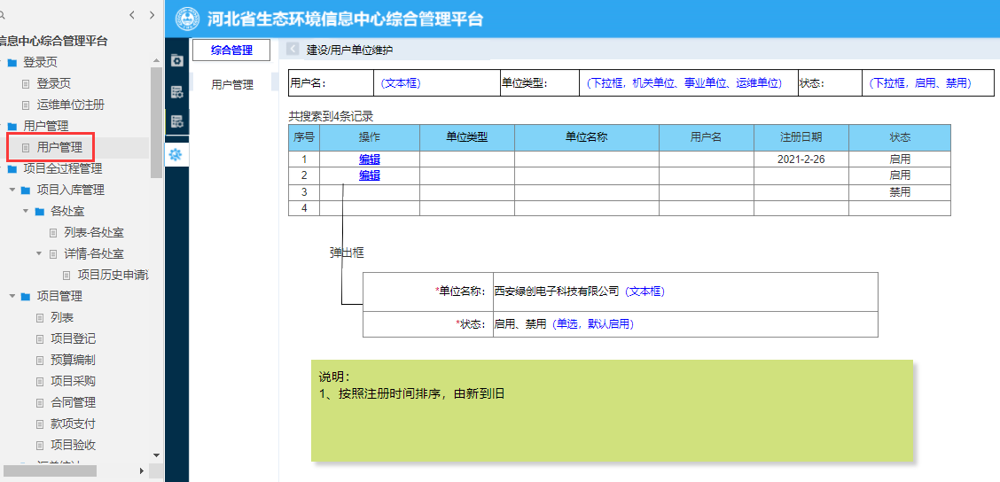 河北省生态环境信息中心综合管理平台
信息中心综合管理平台
登录页
登录页
运维单位注册
用户管理
用户管理
项目全过程管理
项目入库管理
各处室
列表-各处室
详情-各处室
项目历史申请
项目管理
列表
项目登记
预算编制
项目采购
合同管理
款项支付
项目验收
综合管理
用户管理
建设/用户单位维护
用户名： （文本框） 单位类型： （下拉框，机关单位、事业单位、运维单位） 状态： （下拉框，启用、禁用）
共搜索到4条记录
序号 操作 单位类型 单位名称 用户名 注册日期 状态
1 编辑 2021-2-26 启用
2 编辑 启用
3 禁用
4
弹出框
*单位名称： 西安绿创电子科技有限公司（文本框）
*状态： 启用、禁用（单选，默认启用）
说明：
1、按照注册时间排序，由新到旧